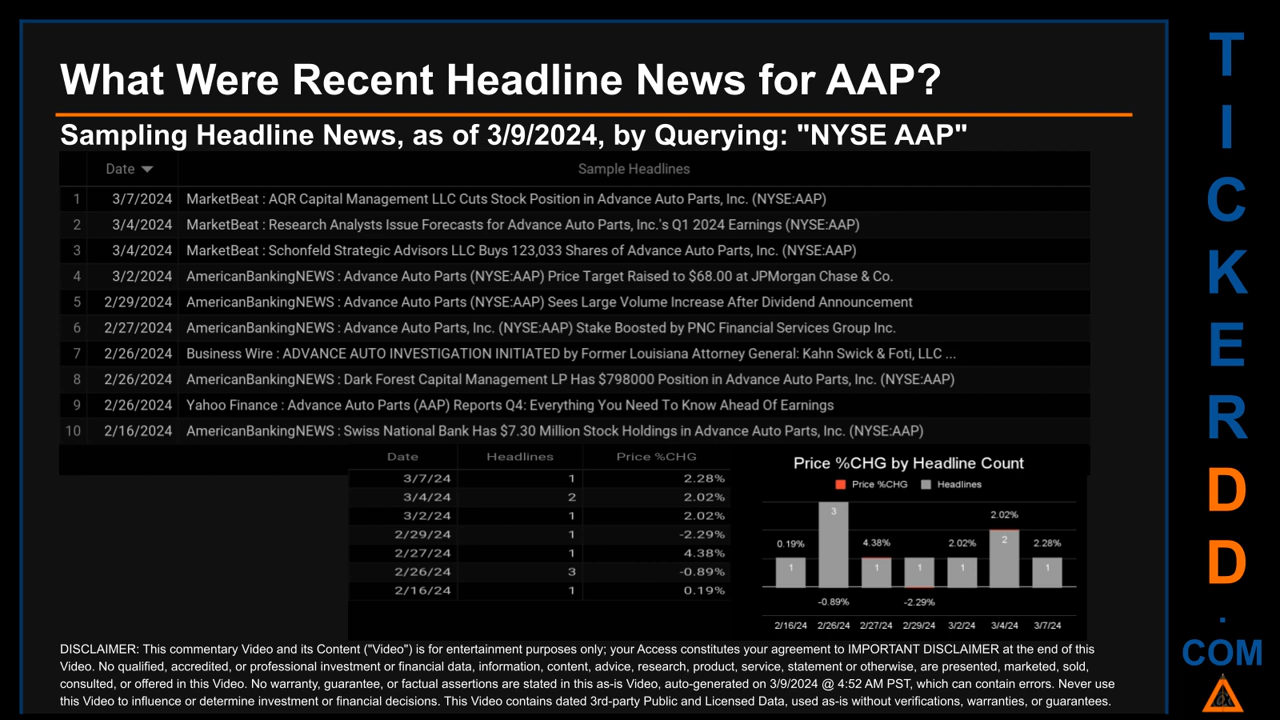 What Were Recent Headline News for AAP?
Sampling Headline News, as of 3/9/2024, by Querying: "NYSE AAP"
Date Sample Headlines
1 3/7/2024 MarketBeat : AQR Capital Management LLC Cuts Stock Position in Advance Auto Parts, Inc. (NYSE:AAP)
2 3/4/2024 MarketBeat : Research Analysts Issue Forecasts for Advance Auto Parts, Inc.'s Q1 2024 Earnings (NYSE:AAP)
3 3/4/2024 MarketBeat : Schonfeld Strategic Advisors LLC Buys 123,033 Shares of Advance Auto Parts, Inc. (NYSE:AAP)
4 3/2/2024 AmericanBankingNEWS : Advance Auto Parts (NYSE:AAP) Price Target Raised to $68.00 at JPMorgan Chase & Co.
5 2/29/2024 AmericanBankingNEWS : Advance Auto Parts (NYSE:AAP) Sees Large Volume Increase After Dividend Announcement
6 2/27/2024 AmericanBankingNEWS : Advance Auto Parts, Inc. (NYSE:AAP) Stake Boosted by PNC Financial Services Group Inc.
7 2/26/2024 Business Wire : ADVANCE AUTO INVESTIGATION INITIATED by Former Louisiana Attorney General: Kahn Swick & Foti, LLC ...
8 2/26/2024 AmericanBankingNEWS : Dark Forest Capital Management LP Has $798000 Position in Advance Auto Parts, Inc. (NYSE:AAP)
9 2/26/2024 Yahoo Finance : Advance Auto Parts (AAP) Reports Q4: Everything You Need To Know Ahead Of Earnings
10 2/16/2024 AmericanBankingNEWS : Swiss National Bank Has $7.30 Million Stock Holdings in Advance Auto Parts, Inc. (NYSE:AAP)
Date Headlines Price %CHG
3/7/24 1 2.28%
3/4/24 2 2.02%
3/2/24 1 2.02%
2/29/24 1 -2.29%
2/27/24 1 4.38%
2/26/24 3 -0.89%
2/16/24 1 0.19%
Price %CHG by Headline Count
Price %CHG Headlines
0.19% 4.38% 2.02% 2.02% 2.28%
1 3 1 1 1 2 1
-0.89% -2.29%
2/16/24 2/26/24 2/27/24 2/29/24 3/2/24 3/4/24 3/7/24
DISCLAIMER: This commentary Video and its Content ("Video") is for entertainment purposes only; your Access constitutes your agreement to IMPORTANT DISCLAIMER at the end of this
Video. No qualified, accredited, or professional investment or financial data, information, content, advice, research, product, service, statement or otherwise, are presented, marketed, sold,
consulted, or offered in this Video. No warranty, guarantee, or factual assertions are stated in this as-is Video, auto-generated on 3/9/2024 @ 4:52 AM PST, which can contain errors. Never use
this Video to influence or determine investment or financial decisions. This Video contains dated 3rd-party Public and Licensed Data, used as-is without verifications, warranties, or guarantees.
T
I
C
K
E
R
D
D
.
COM